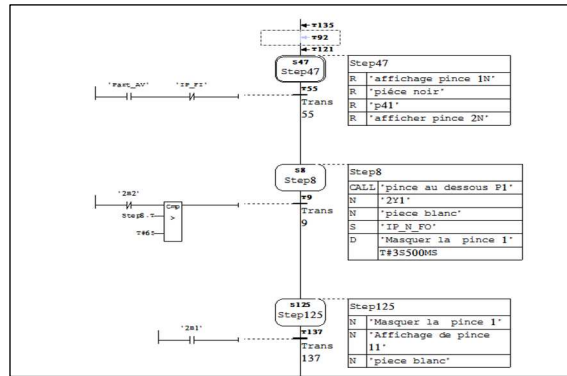 T135
T92
T121
S47
Step47
Step47
R 'affichage pince 1N'
R 'piéce noir'
R 'p41'
R 'afficher pince 2N'
'Part_AV' 'IP_FI'
T55
Trans
55
S8
Step8
Step8
CALL 'pince au dessous P1'
N '2Y1'
N 'piece blanc'
S 'IP_N_FO'
D 'Masquer la pince 1'
T#3S500MS
'2m2'
Cmp
Step8.T
>
T#6S
T9
Trans
9
S125
Step125
Step125
N 'Masquer la pince 1'
N 'Affichage de pince
11'
N 'piece blanc'
'2m1'
T137
Trans
137